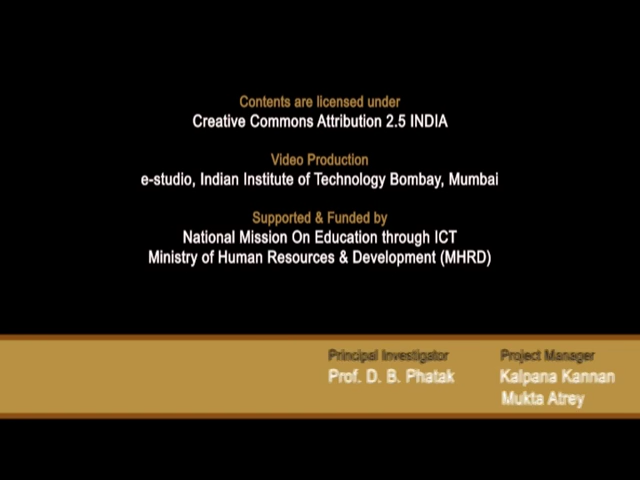 Contents are licensed under
Creative Commons Attribution 2.5 INDIA
Video Production
e-studio, Indian Institute of Technology Bombay, Mumbai
Supported & Funded by
National Mission On Education through ICT
Ministry of Human Resources & Development (MHRD)
Principal Investigator
Prof. D. B. Phatak
Project Manager
Kalpana Kannan
Mukta Atrey